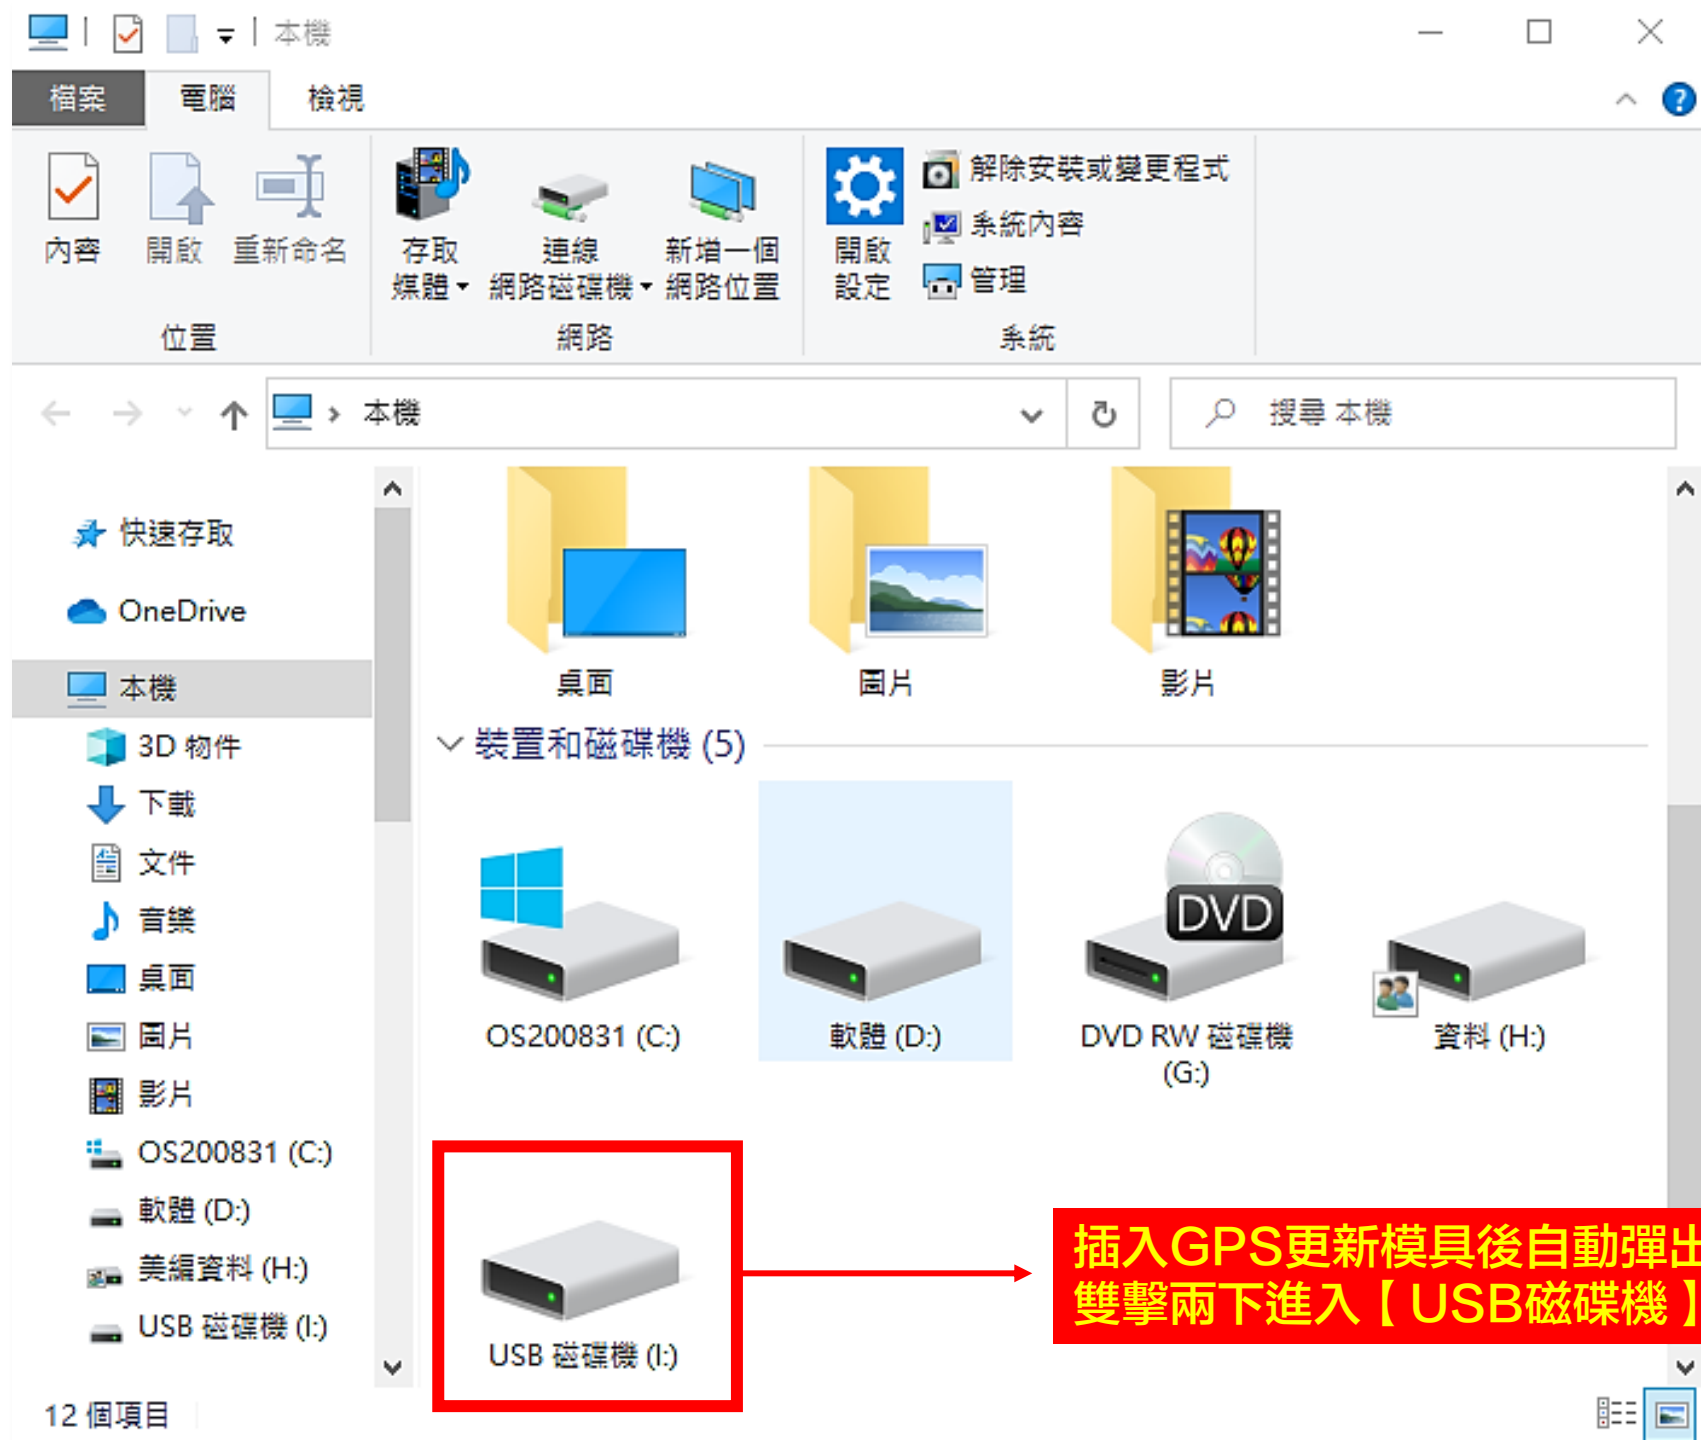 本機
檔案 電腦 檢視
內容
開啟
重新命名
位置
存取
媒體
連線
網路磁碟機
新增一個
網路位置
網路
開啟
設定
解除安裝或變更程式
系統內容
管理
系統
本機
搜尋 本機
快速存取
OneDrive
本機
3D 物件
下載
文件
音樂
桌面
圖片
影片
OS200831 (C:)
軟體 (D:)
美編資料 (H:)
USB 磁碟機 (I:)
桌面
圖片
影片
裝置和磁碟機 (5)
OS200831 (C:)
軟體 (D:)
DVD
DVD RW 磁碟機
(G:)
資料 (H:)
USB 磁碟機 (I:)
插入GPS更新模具後自動彈出
雙擊兩下進入【USB磁碟機】
12 個項目